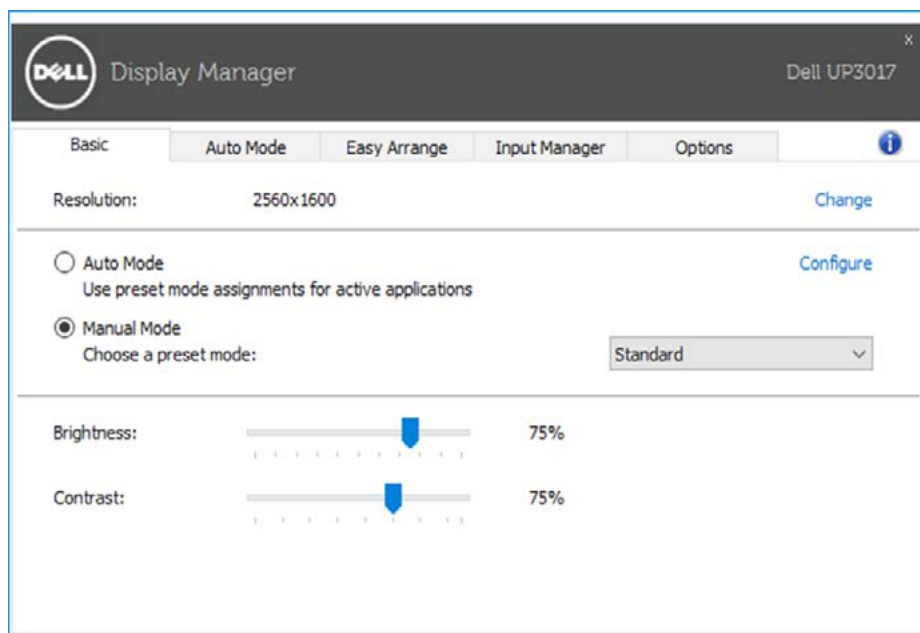 DELL Display Manager
x
Dell UP3017
Basic Auto Mode Easy Arrange Input Manager Options i
Resolution: 2560x1600 Change
Auto Mode Configure
Use preset mode assignments for active applications
Manual Mode
Choose a preset mode: Standard
Brightness: 75%
Contrast: 75%